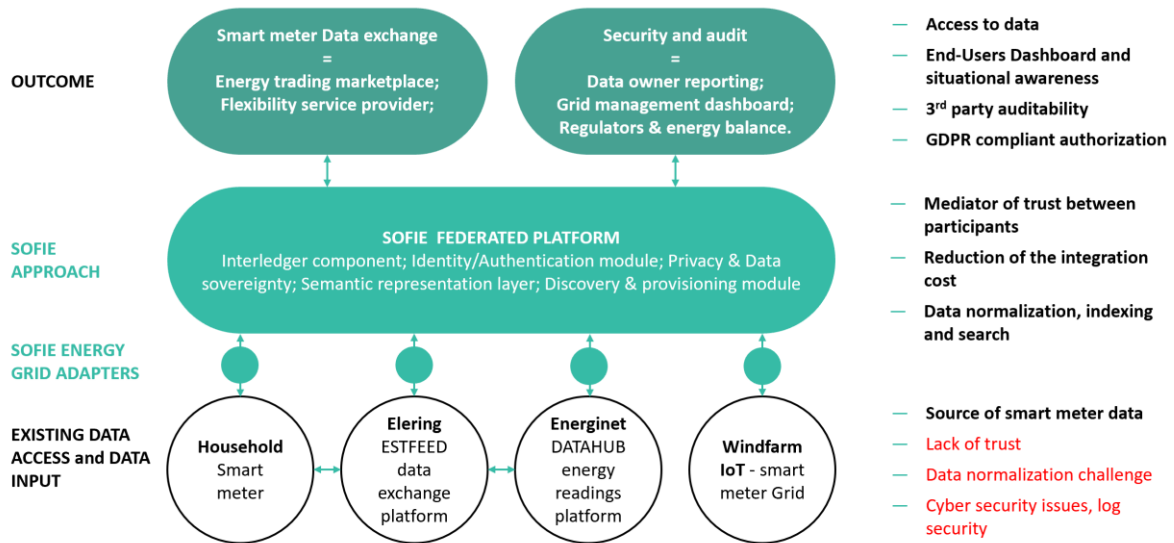 OUTCOME
Smart meter Data exchange
=
Energy trading marketplace;
Flexibility service provider;
Security and audit
=
Data owner reporting;
Grid management dashboard;
Regulators & energy balance.
— Access to data
— End-Users Dashboard and
situational awareness
— 3rd party auditability
— GDPR compliant authorization
SOFIE
APPROACH
SOFIE FEDERATED PLATFORM
Interledger component; Identity/Authentication module; Privacy & Data
sovereignty; Semantic representation layer; Discovery & provisioning module
— Mediator of trust between
participants
— Reduction of the integration
cost
— Data normalization, indexing
and search
SOFIE ENERGY
GRID ADAPTERS
EXISTING DATA
ACCESS and DATA
INPUT
Household
Smart
meter
Elering
ESTFEED
data
exchange
platform
Energinet
DATAHUB
energy
readings
platform
Windfarm
IoT - smart
meter Grid
— Source of smart meter data
— Lack of trust
— Data normalization challenge
— Cyber security issues, log
security